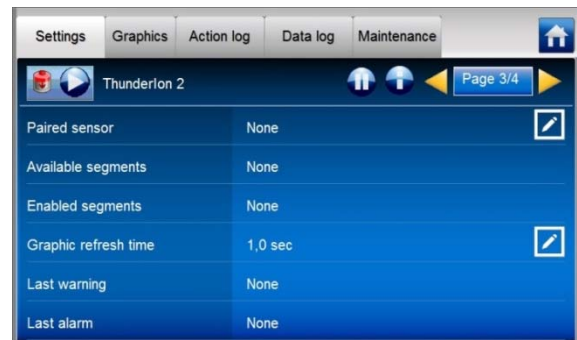 Settings Graphics Action log Data log Maintenance
ThunderIon 2 Page 3/4
Paired sensor None
Available segments None
Enabled segments None
Graphic refresh time 1,0 sec
Last warning None
Last alarm None